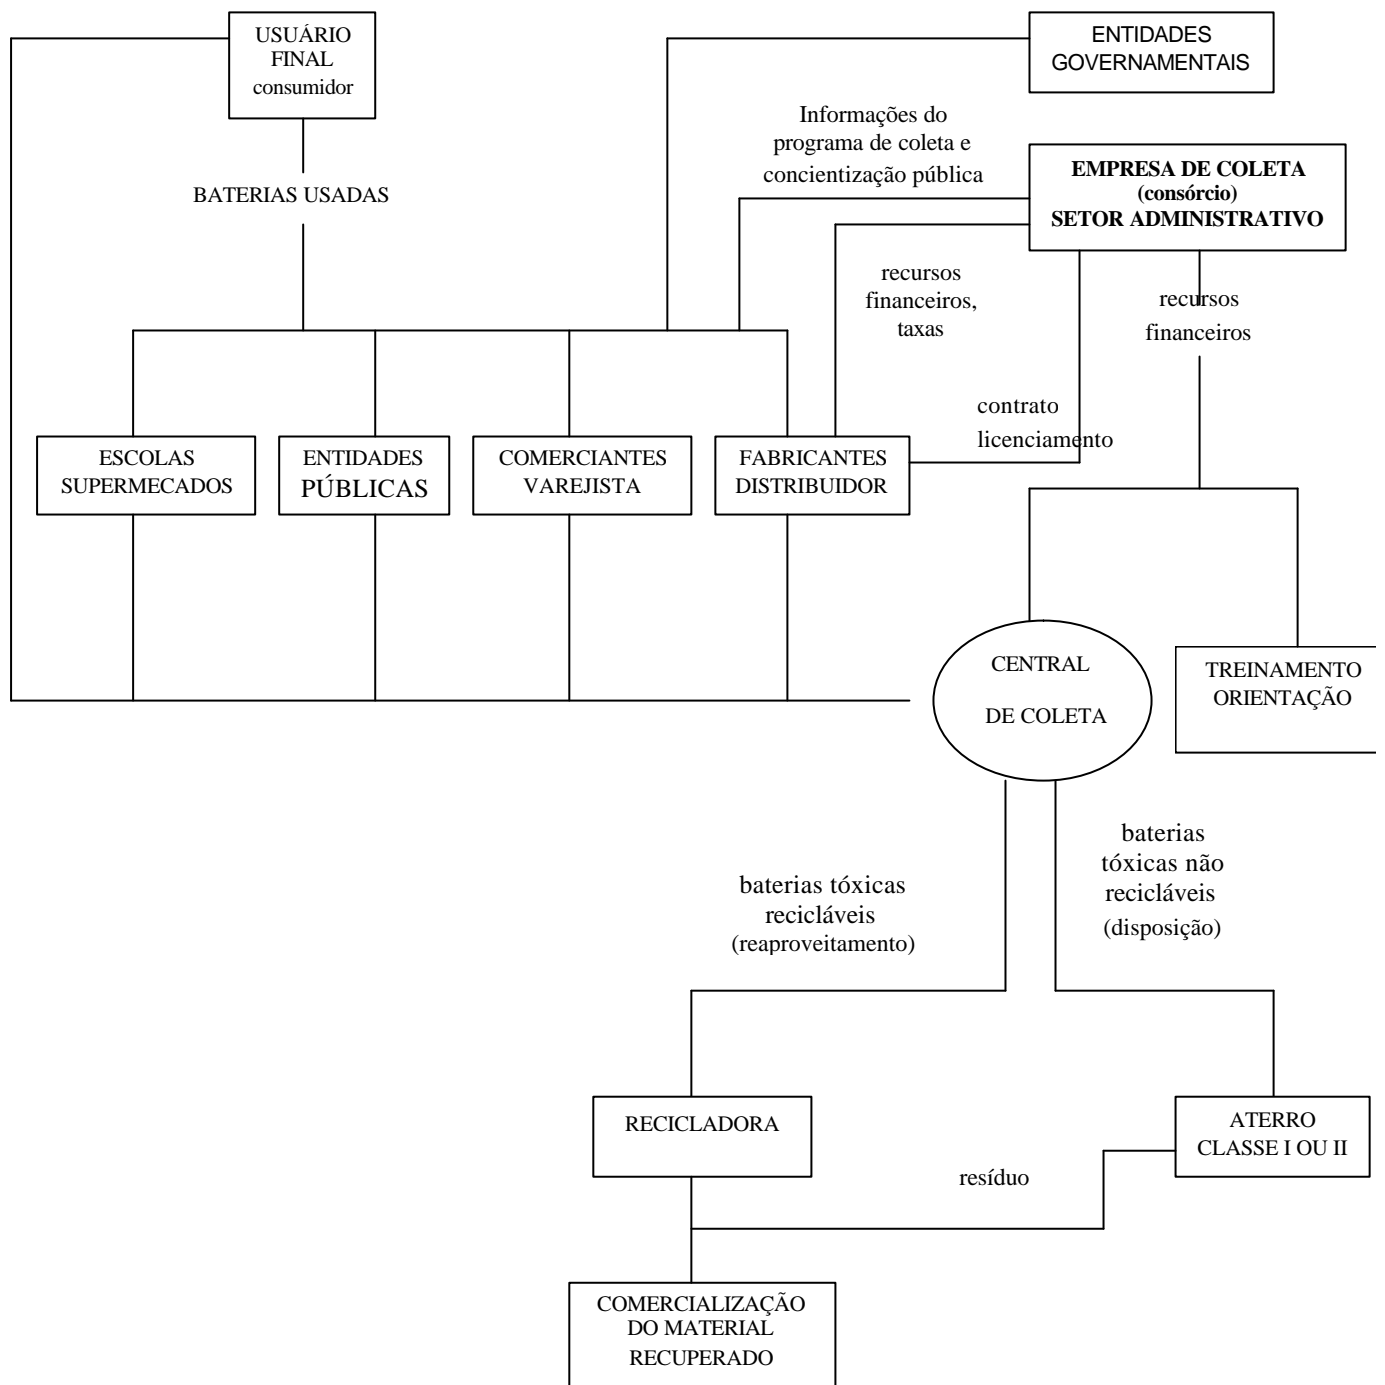 USUÁRIO
FINAL
consumidor
ENTIDADES
GOVERNAMENTAIS
Informações do
programa de coleta e
concientização pública
EMPRESA DE COLETA
(consórcio)
SETOR ADMINISTRATIVO
BATERIAS USADAS
recursos
financeiros,
taxas
recursos
financeiros
contrato
licenciamento
ESCOLAS
SUPERMECADOS
ENTIDADES
PÚBLICAS
COMERCIANTES
VAREJISTA
FABRICANTES
DISTRIBUIDOR
CENTRAL
DE COLETA
TREINAMENTO
ORIENTAÇÃO
baterias tóxicas
recicláveis
(reaproveitamento)
baterias
tóxicas não
recicláveis
(disposição)
RECICLADORA
ATERRO
CLASSE I OU II
resíduo
COMERCIALIZAÇÃO
DO MATERIAL
RECUPERADO